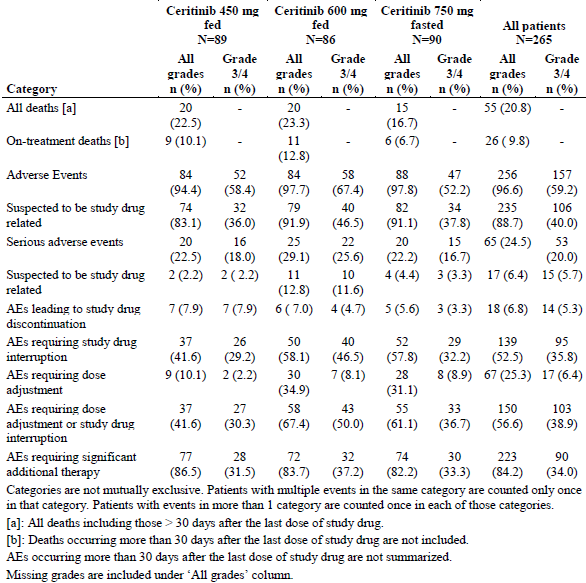 Ceritinib 450 mg Ceritinib 600 mg Ceritinib 750 mg
fed fed fasted All patients
N=89 N=86 N=90 N=265
All Grade All Grade All Grade All Grade
grades 3/4 grades 3/4 grades 3/4 grades 3/4
Category n (%) n (%) n (%) n (%) n (%) n (%) n (%) n (%)
All deaths [a] 20 - 20 - 15 - 55 (20.8) -
(22.5) (23.3) (16.7)
On-treatment deaths [b] 9 (10.1) - 11 - 6 (6.7) - 26 ( 9.8) -
(12.8)
Adverse Events 84 52 84 58 88 47 256 157
(94.4) (58.4) (97.7) (67.4) (97.8) (52.2) (96.6) (59.2)
Suspected to be study drug 74 32 79 40 82 34 235 106
related (83.1) (36.0) (91.9) (46.5) (91.1) (37.8) (88.7) (40.0)
Serious adverse events 20 16 25 22 20 15 65 (24.5) 53
(22.5) (18.0) (29.1) (25.6) (22.2) (16.7) (20.0)
Suspected to be study drug 2 (2.2) 2 ( 2.2) 11 10 4 (4.4) 3 (3.3) 17 (6.4) 15 (5.7)
related (12.8) (11.6)
AEs leading to study drug 7 (7.9) 7 (7.9) 6 ( 7.0) 4 (4.7) 5 (5.6) 3 (3.3) 18 (6.8) 14 (5.3)
discontinuation
AEs requiring study drug 37 26 50 40 52 29 139 95
interruption (41.6) (29.2) (58.1) (46.5) (57.8) (32.2) (52.5) (35.8)
AEs requiring dose 9 (10.1) 2 (2.2) 30 7 (8.1) 28 8 (8.9) 67 (25.3) 17 (6.4)
adjustment (34.9) (31.1)
AEs requiring dose 37 27 58 43 55 33 150 103
adjustment or study drug (41.6) (30.3) (67.4) (50.0) (61.1) (36.7) (56.6) (38.9)
interruption
AEs requiring significant 77 28 72 32 74 30 223 90
additional therapy (86.5) (31.5) (83.7) (37.2) (82.2) (33.3) (84.2) (34.0)
Categories are not mutually exclusive. Patients with multiple events in the same category are counted only once
in that category. Patients with events in more than 1 category are counted once in each of those categories.
[a]: All deaths including those > 30 days after the last dose of study drug.
[b]: Deaths occurring more than 30 days after the last dose of study drug are not included.
AEs occurring more than 30 days after the last dose of study drug are not summarized.
Missing grades are included under ‘All grades’ column.